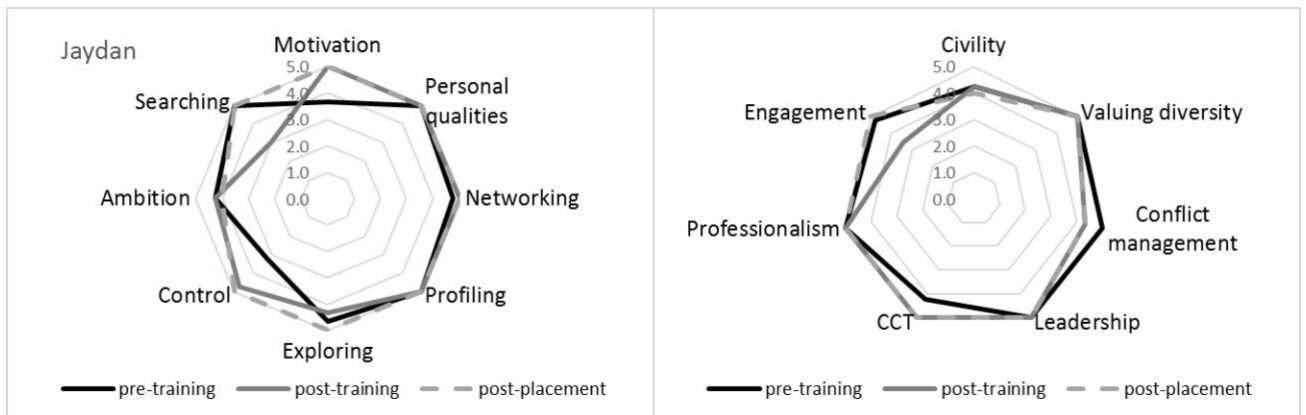 Jaydan
Motivation
5.0
4.0
3.0
2.0
1.0
0.0
Personal
qualities
Networking
Profiling
Exploring
Control
Ambition
Searching
pre-training
post-training
post-placement
Civility
5.0
4.0
3.0
2.0
1.0
0.0
Valuing diversity
Conflict
management
Leadership
CCT
Professionalism
Engagement
pre-training
post-training
post-placement